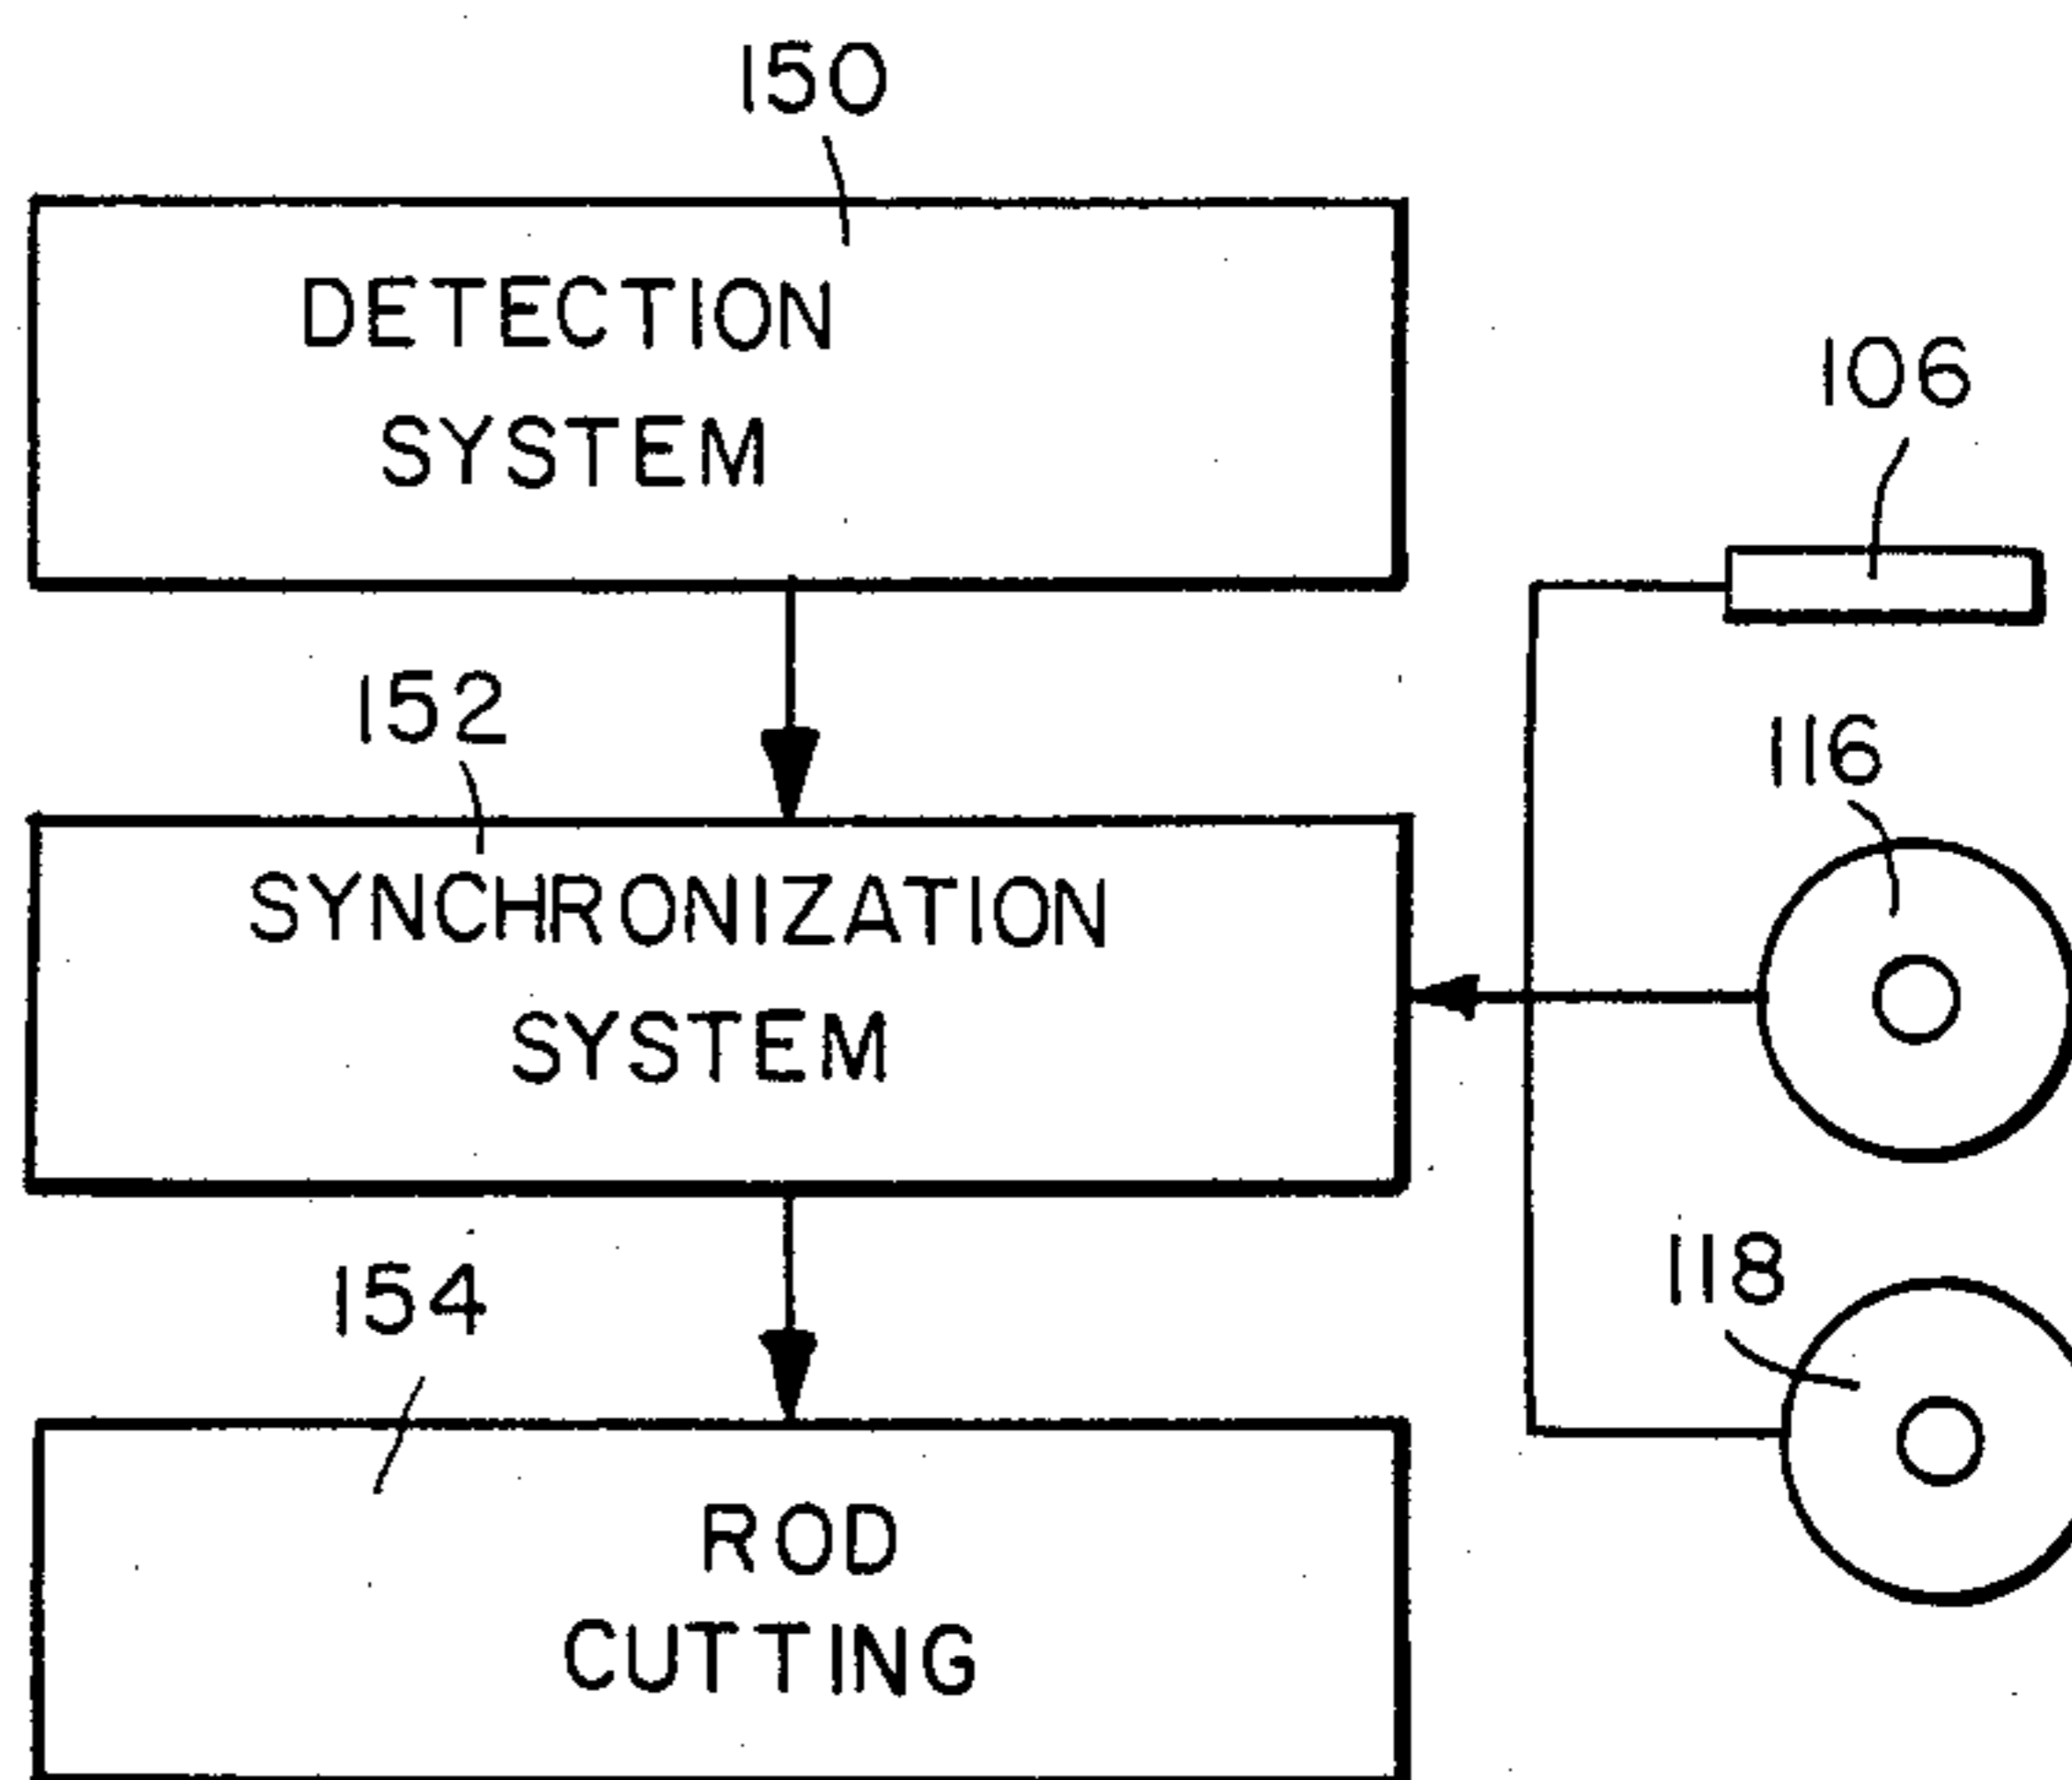 150
DETECTION
SYSTEM
106
152
116
SYNCHRONIZATION
SYSTEM
118
154
ROD
CUTTING